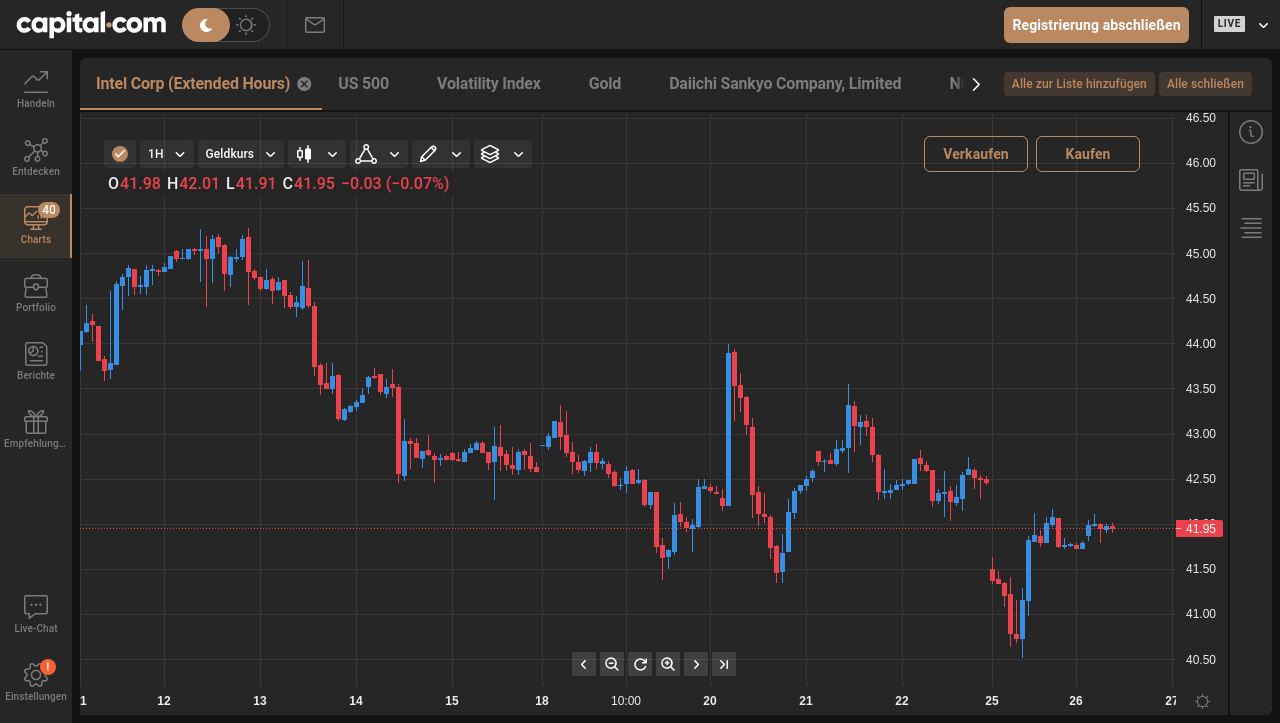 capital.com
Registrierung abschließen
LIVE
Intel Corp (Extended Hours)
US 500
Volatility Index
Gold
Daiichi Sankyo Company, Limited
Alle zur Liste hinzufügen
Alle schließen
Handeln
Entdecken
40
Charts
Portfolio
Berichte
Empfehlung...
Live-Chat
!
Einstellungen
1H
Geldkurs
Verkaufen
Kaufen
O41.98 H42.01 L41.91 C41.95 −0.03 (−0.07%)
46.50
46.00
45.50
45.00
44.50
44.00
43.50
43.00
42.50
41.95
41.50
41.00
40.50
1 12 13 14 15 18 10:00 20 21 22 25 26 27